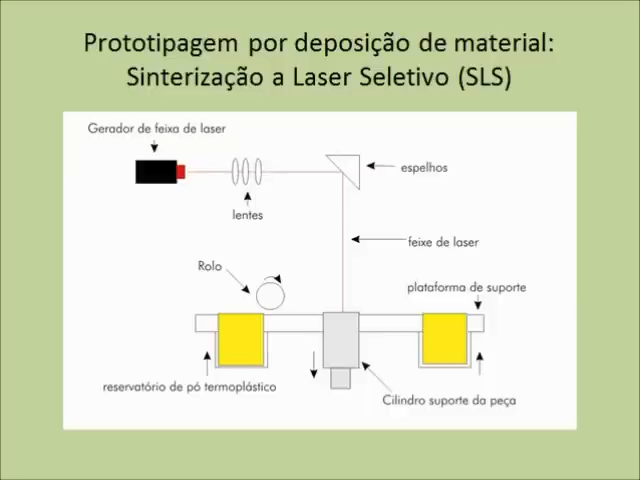 Prototipagem por deposição de material:
Sinterização a Laser Seletivo (SLS)
Gerador de feixa de laser
espelhos
lentes
feixe de laser
Rolo
plataforma de suporte
reservatório de pó termoplástico
Cilindro suporte da peça